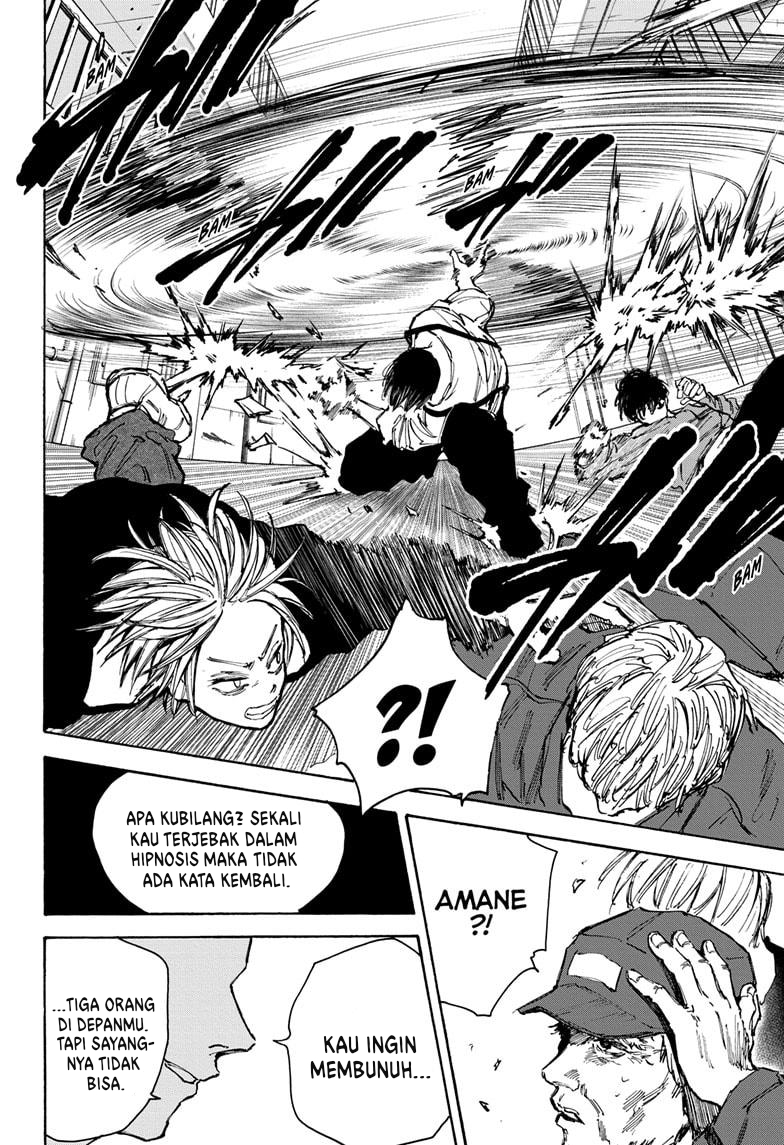 BAM
BAM
BAM
BAM
BAM
?!
APA KUBILANG? SEKALI
KAU TERJEBAK DALAM
HIPNOSIS MAKA TIDAK
ADA KATA KEMBALI.
AMANE
?!
KAU INGIN
MEMBUNUH...
...TIGA ORANG
DI DEPANMU.
TAPI SAYANG-
NYA TIDAK
BISA.